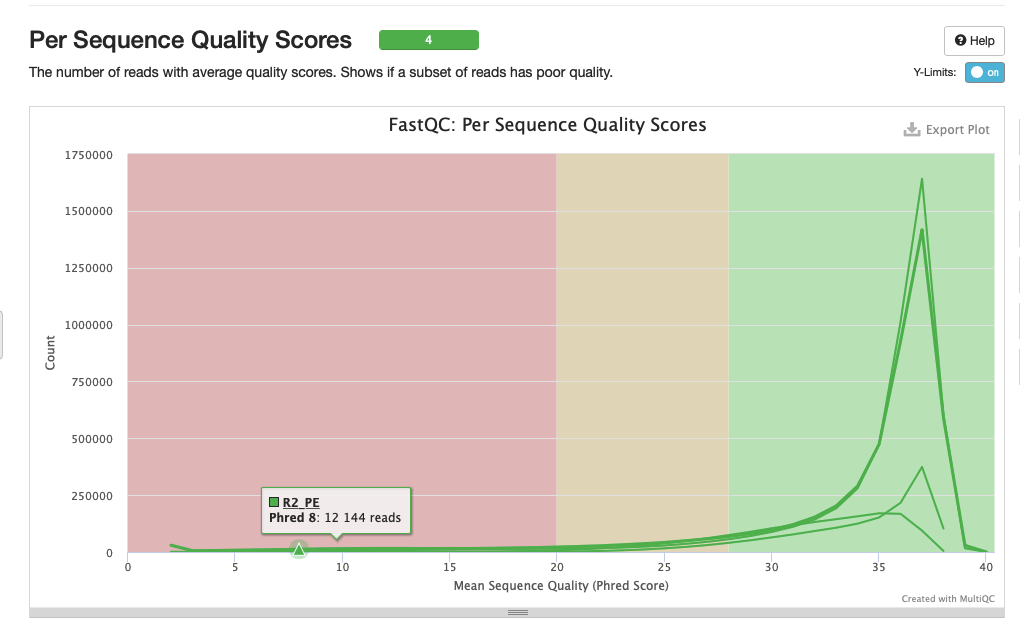 Per Sequence Quality Scores
4
Help
The number of reads with average quality scores. Shows if a subset of reads has poor quality.
Y-Limits:
on
FastQC: Per Sequence Quality Scores
Export Plot
1750000
1500000
1250000
1000000
750000
500000
250000
0
Count
R2_PE
Phred 8: 12 144 reads
0
5
10
15
20
25
30
35
40
Mean Sequence Quality (Phred Score)
Created with MultiQC